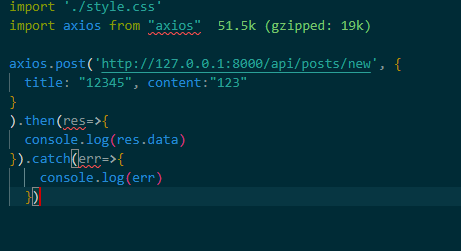 import './style.css'
import axios from "axios"  51.5k (gzipped: 19k)

axios.post('http://127.0.0.1:8000/api/posts/new', {
  title: "12345", content:"123"
}
).then(res=>{
  console.log(res.data)
}).catch(err=>{
    console.log(err)
  })